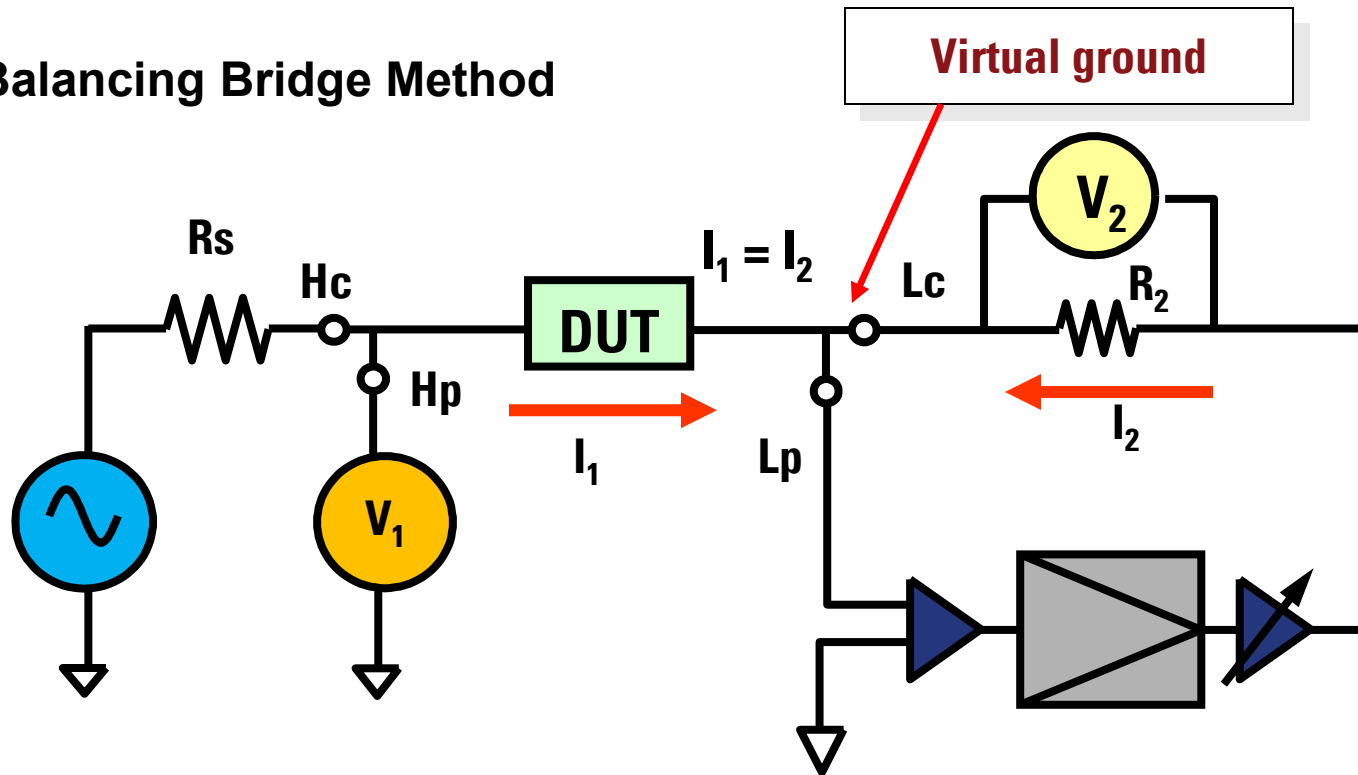 Balancing Bridge Method
Virtual ground
V₂
Rs
Hc
I₁ = I₂
Lc
R₂
DUT
Hp
I₁
Lp
I₂
V₁